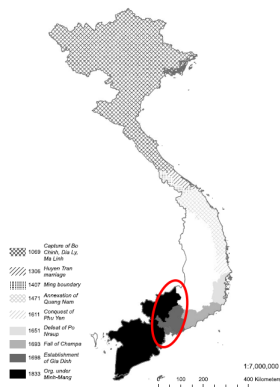 1069 Capture of Bo
Chinh, Dia Ly,
Ma Linh
1306 Huyen Tran
marriage
1407 Ming boundary
1471 Annexation of
Quang Nam
1611 Conquest of
Phu Yen
1651 Defeat of Po
Nraup
1693 Fall of Champa
1698 Establishment
of Gia Dinh
1833 Org. under
Minh-Mang
1:7,000,000
0 100 200 400 Kilometers